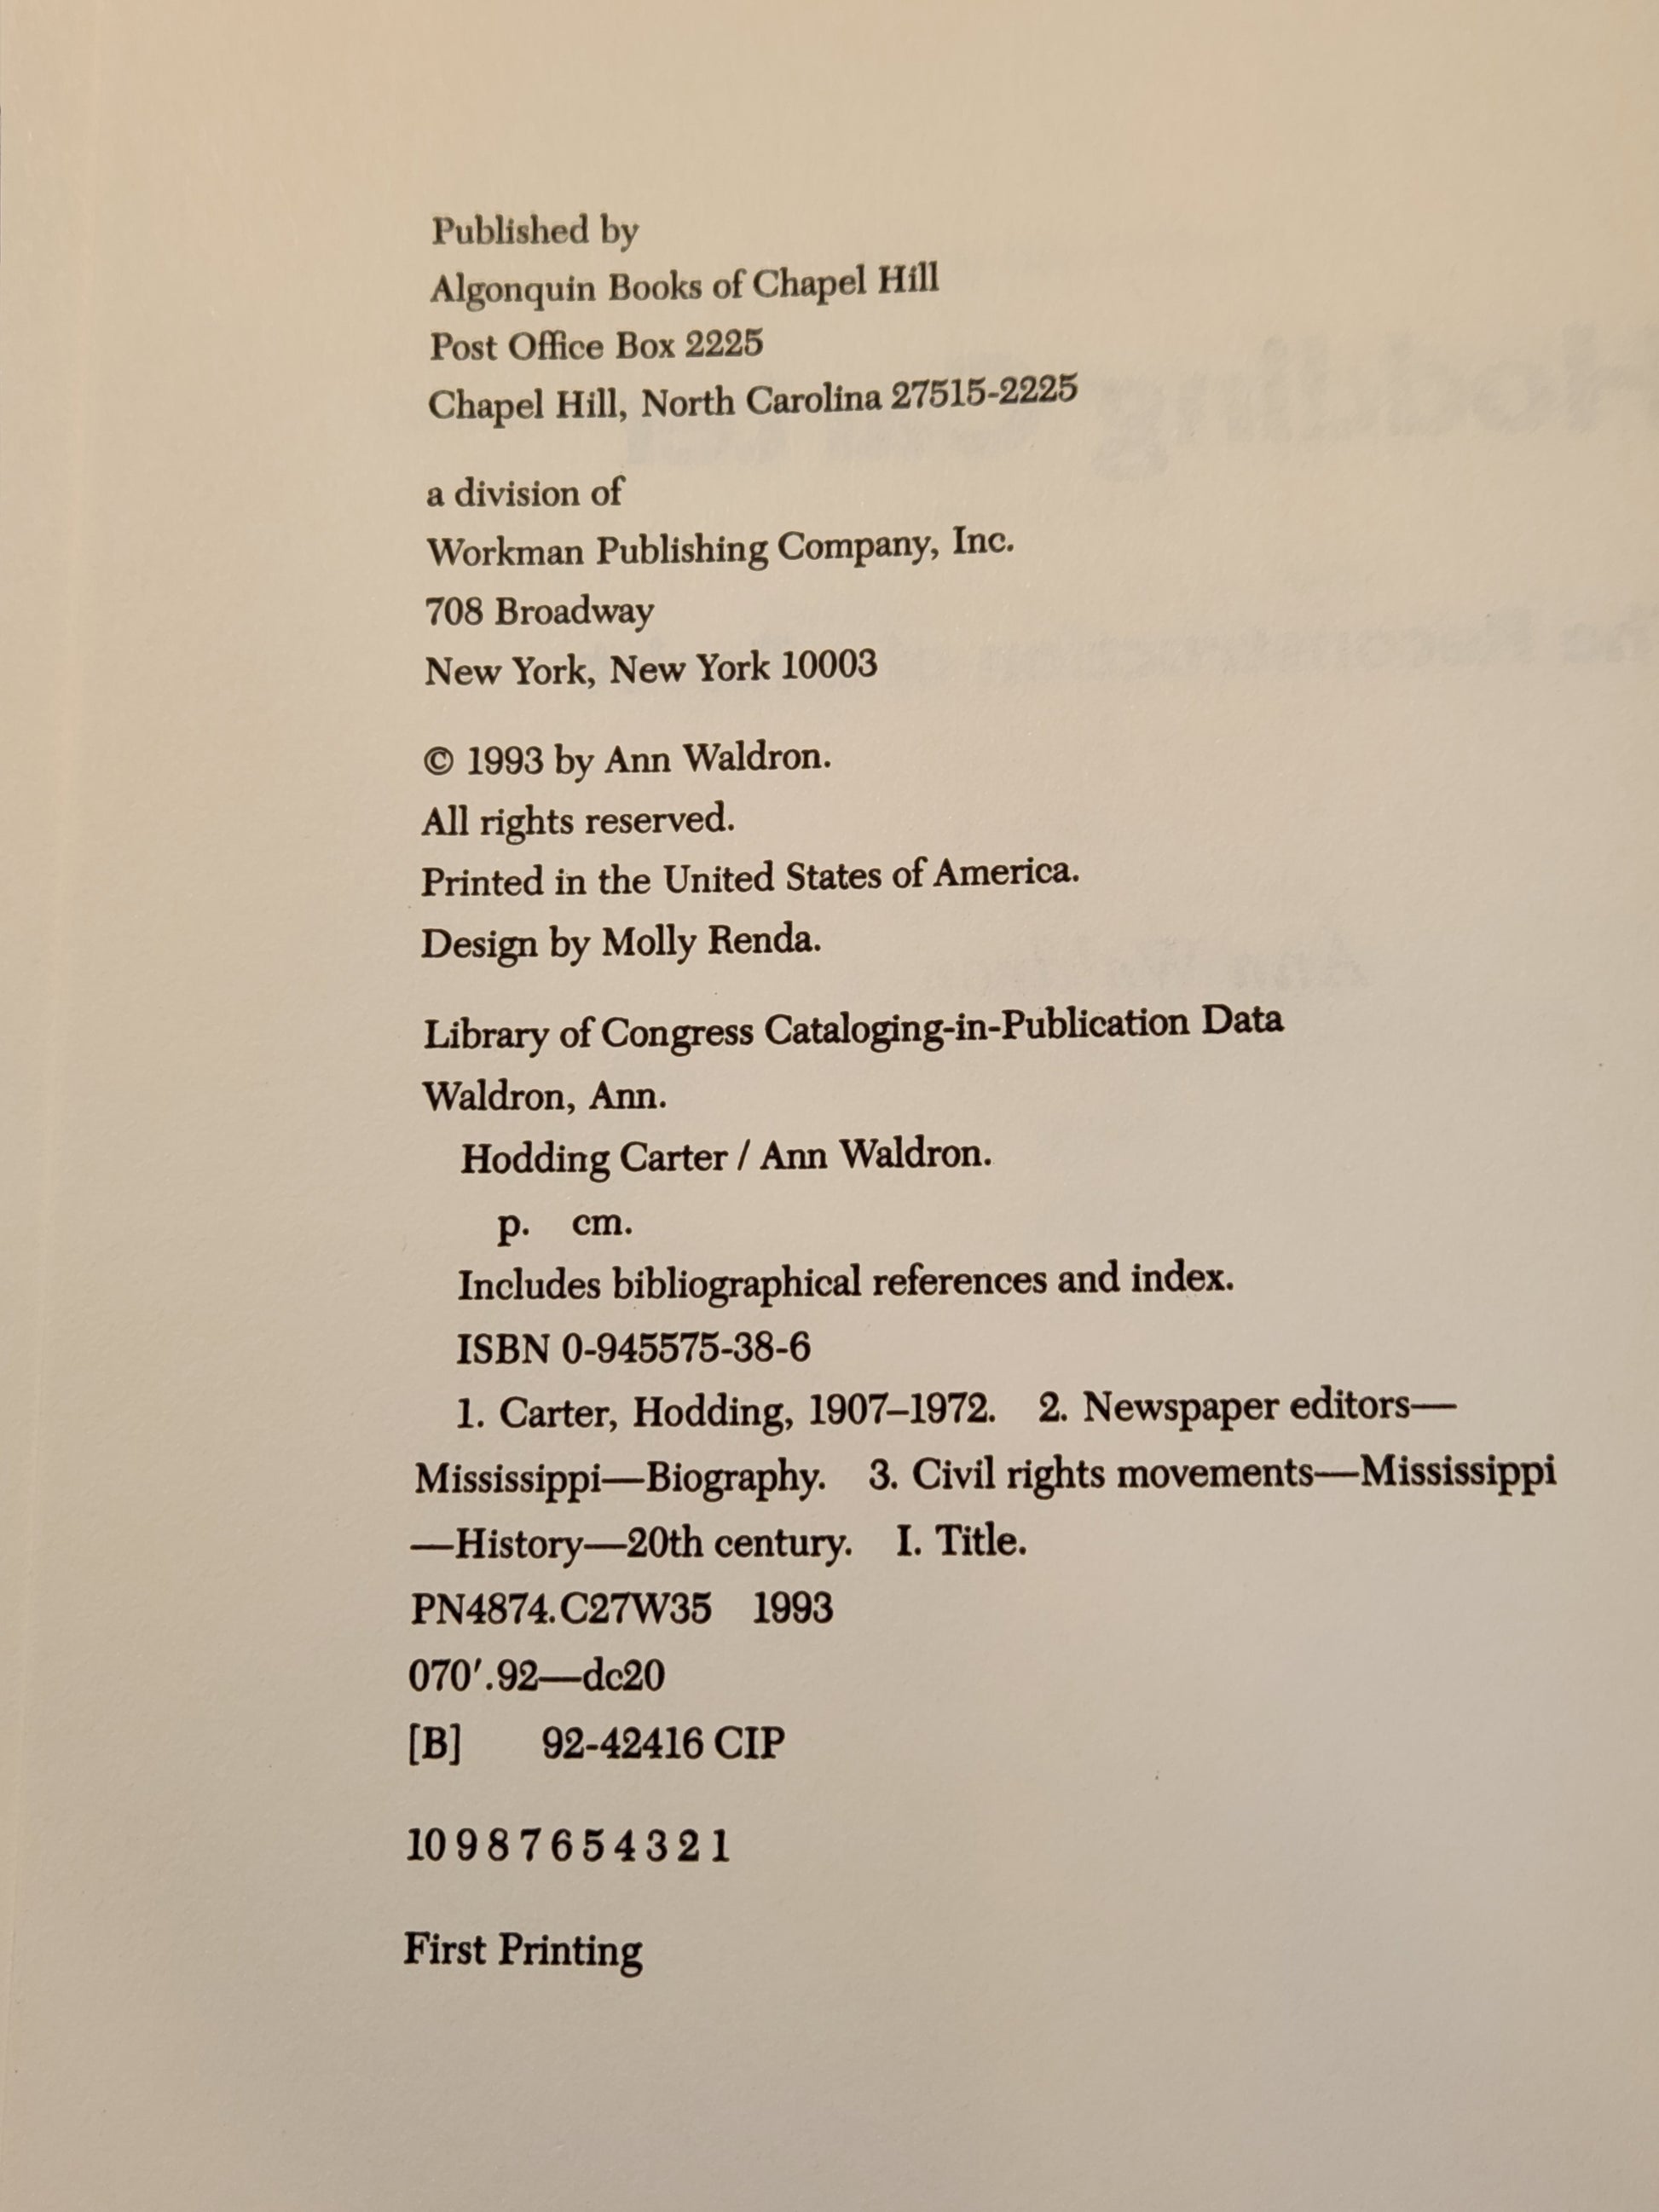 Published by
Algonquin Books of Chapel Hill
Post Office Box 2225
Chapel Hill, North Carolina 27515-2225
a division of
Workman Publishing Company, Inc.
708 Broadway
New York, New York 10003
© 1993 by Ann Waldron.
All rights reserved.
Printed in the United States of America.
Design by Molly Renda.
Library of Congress Cataloging-in-Publication Data
Waldron, Ann.
Hodding Carter / Ann Waldron.
p. cm.
Includes bibliographical references and index.
ISBN 0-945575-38-6
1. Carter, Hodding, 1907–1972. 2. Newspaper editors—
Mississippi—Biography. 3. Civil rights movements—Mississippi
—History—20th century. I. Title.
PN4874.C27W35 1993
070′.92—dc20
[B] 92-42416 CIP
10 9 8 7 6 5 4 3 2 1
First Printing